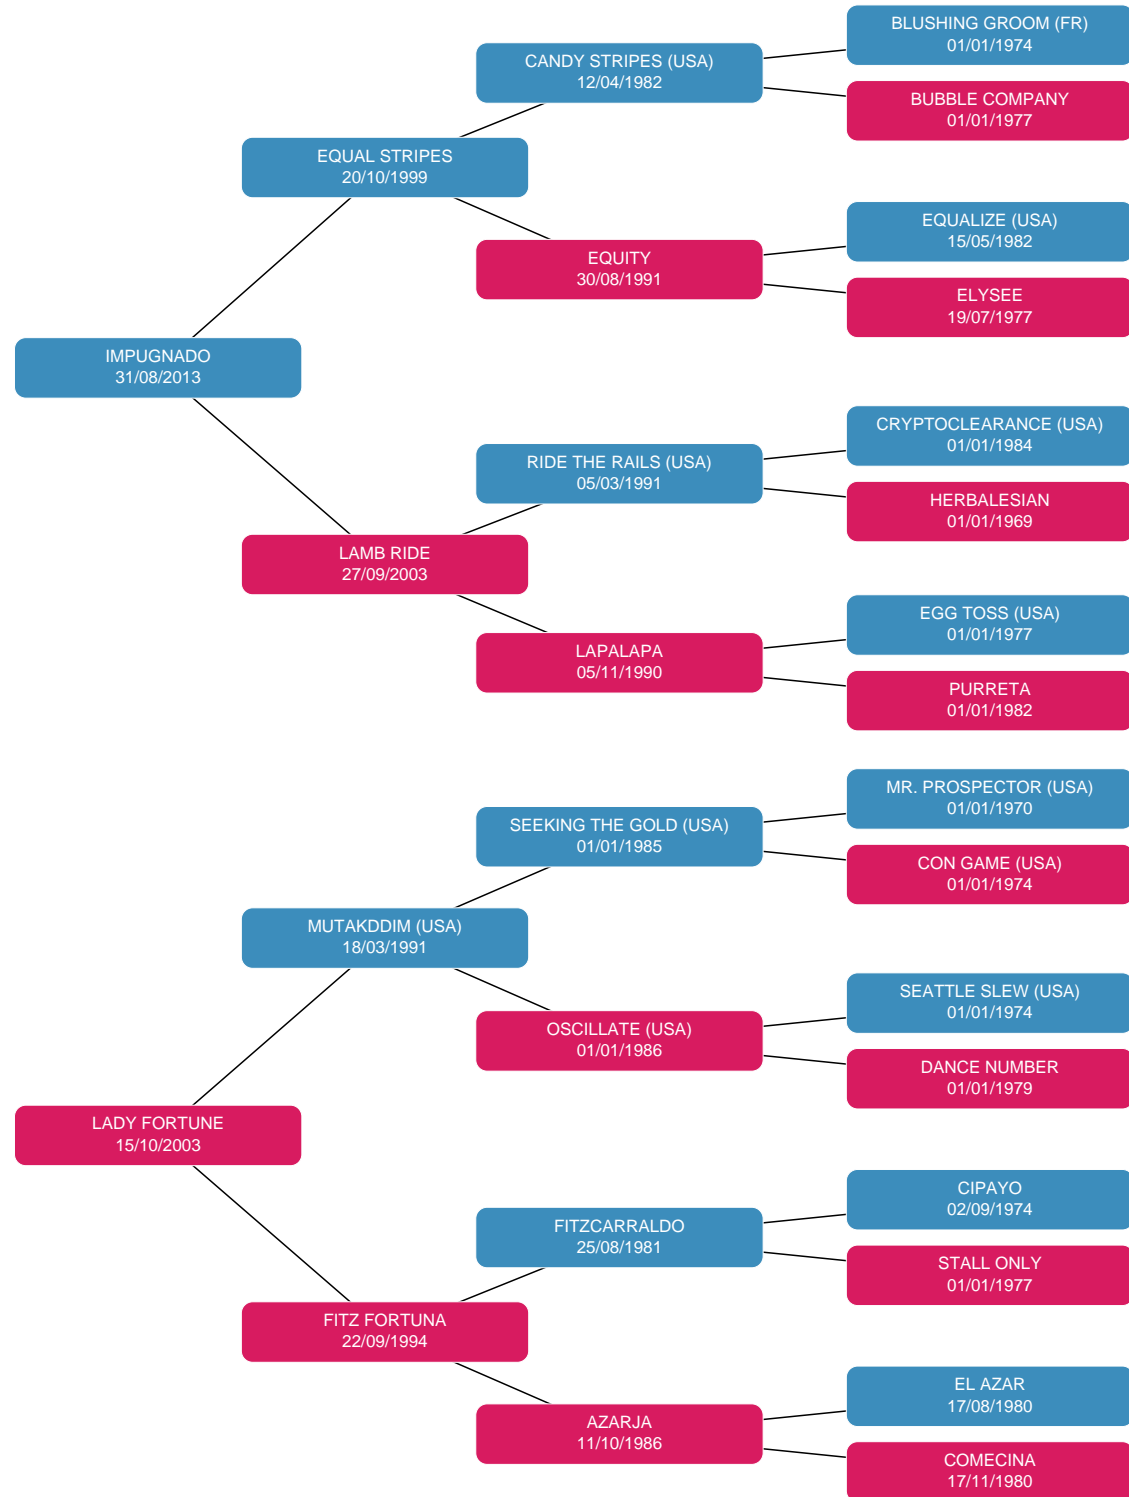 BLUSHING GROOM (FR)
01/01/1974
CANDY STRIPES (USA)
12/04/1982
BUBBLE COMPANY
01/01/1977
EQUAL STRIPES
20/10/1999
EQUALIZE (USA)
15/05/1982
EQUITY
30/08/1991
ELYSEE
19/07/1977
IMPUGNADO
31/08/2013
CRYPTOCLEARANCE (USA)
01/01/1984
RIDE THE RAILS (USA)
05/03/1991
HERBALESIAN
01/01/1969
LAMB RIDE
27/09/2003
EGG TOSS (USA)
01/01/1977
LAPALAPA
05/11/1990
PURRETA
01/01/1982
MR. PROSPECTOR (USA)
01/01/1970
SEEKING THE GOLD (USA)
01/01/1985
CON GAME (USA)
01/01/1974
MUTAKDDIM (USA)
18/03/1991
SEATTLE SLEW (USA)
01/01/1974
OSCILLATE (USA)
01/01/1986
DANCE NUMBER
01/01/1979
LADY FORTUNE
15/10/2003
CIPAYO
02/09/1974
FITZCARRALDO
25/08/1981
STALL ONLY
01/01/1977
FITZ FORTUNA
22/09/1994
EL AZAR
17/08/1980
AZARJA
11/10/1986
COMECINA
17/11/1980